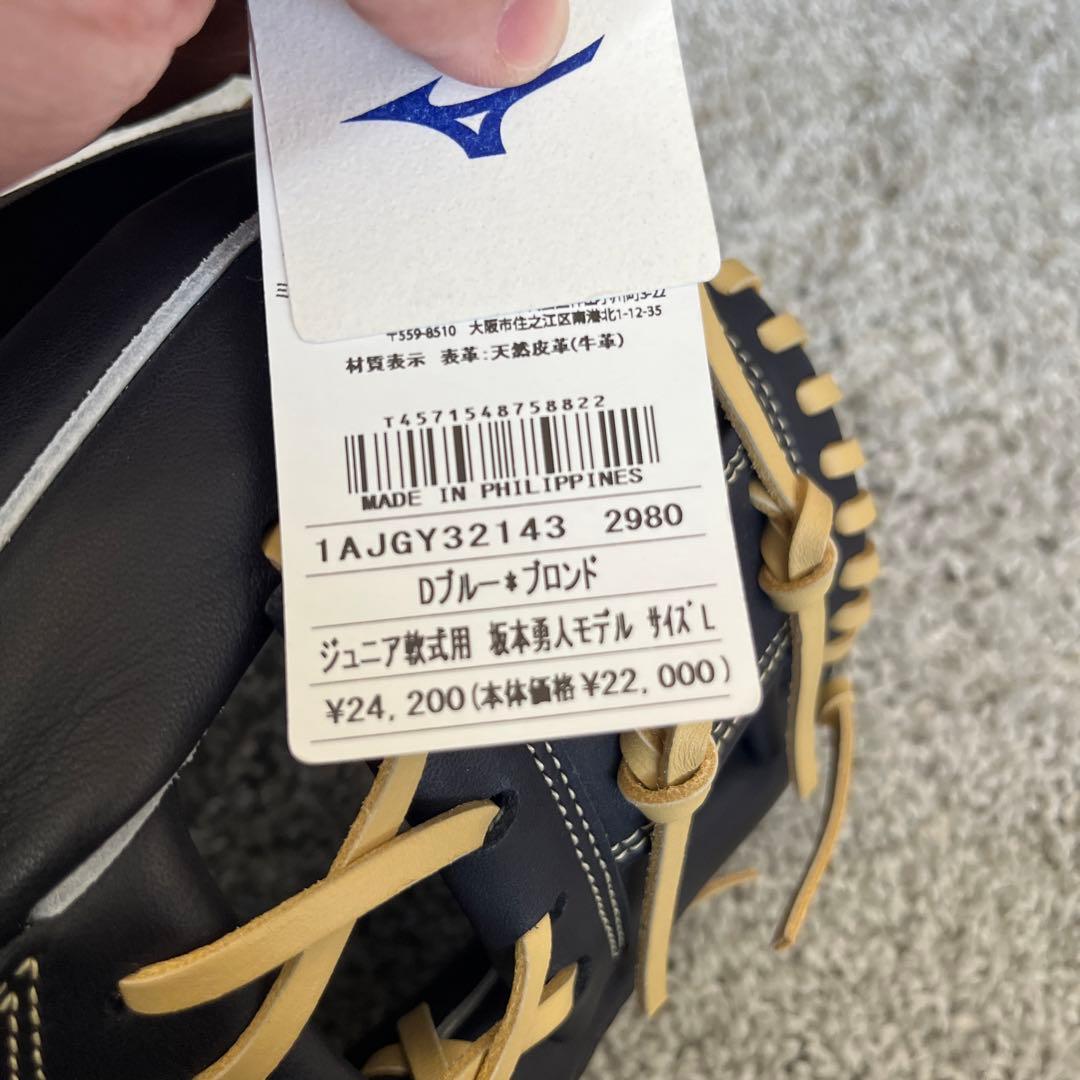 3-22
〒559-8510 大阪市住之江区南港北1-12-35
材質表示 表革:天然皮革(牛革)
T4571548758822
MADE IN PHILIPPINES
1AJGY32143 2980
Dブルー*ブロンド
ジュニア軟式用 坂本勇人モデル サイズL
¥24,200(本体価格¥22,000)